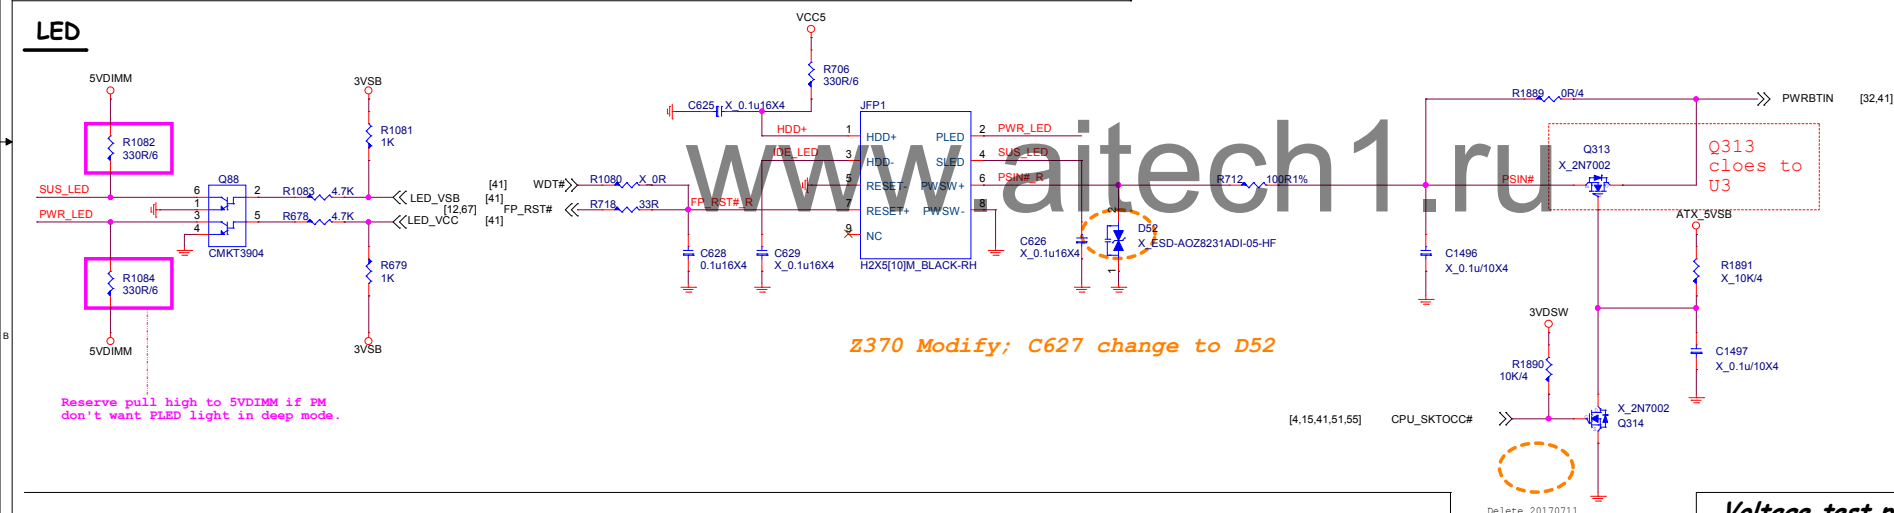 LED
VCC5
5VDIMM
3VSB
R706
330R/6
C625
X_0.1u16X4
JFP1
R1889
0R/4
PWRBTIN
[32,41]
R1082
330R/6
R1081
1K
HDD+
1
HDD+
PLED
2
PWR_LED
IDE_LED
3
HDD-
SLED
4
SUS_LED
5
RESET-
PWSW+
6
PSIN#_R
7
RESET+
PWSW-
8
9
NC
H2X5[10]M_BLACK-RH
www.aitech1.ru
Q313
X_2N7002
Q313
cloes to
U3
SUS_LED
PWR_LED
Q88
6
1
3
4
2
5
CMKT3904
R1083
4.7K
R678
4.7K
LED_VSB
[41]
LED_VCC
[41]
[41]
WDT#
R1080
X_0R
[12,67]
FP_RST#
R718
33R
FP_RST#_R
R712
100R1%
PSIN#
ATX_5VSB
R1084
330R/6
R679
1K
C628
0.1u16X4
C629
X_0.1u16X4
C626
X_0.1u16X4
2
D52
X_ESD-AOZ8231ADI-05-HF
1
C1496
X_0.1u/10X4
R1891
X_10K/4
5VDIMM
3VSB
Z370 Modify; C627 change to D52
3VDSW
R1890
10K/4
C1497
X_0.1u/10X4
Reserve pull high to 5VDIMM if PM
don't want PLED light in deep mode.
[4,15,41,51,55]
CPU_SKTOCC#
X_2N7002
Q314
B
Delete 20170711
Voltage test p